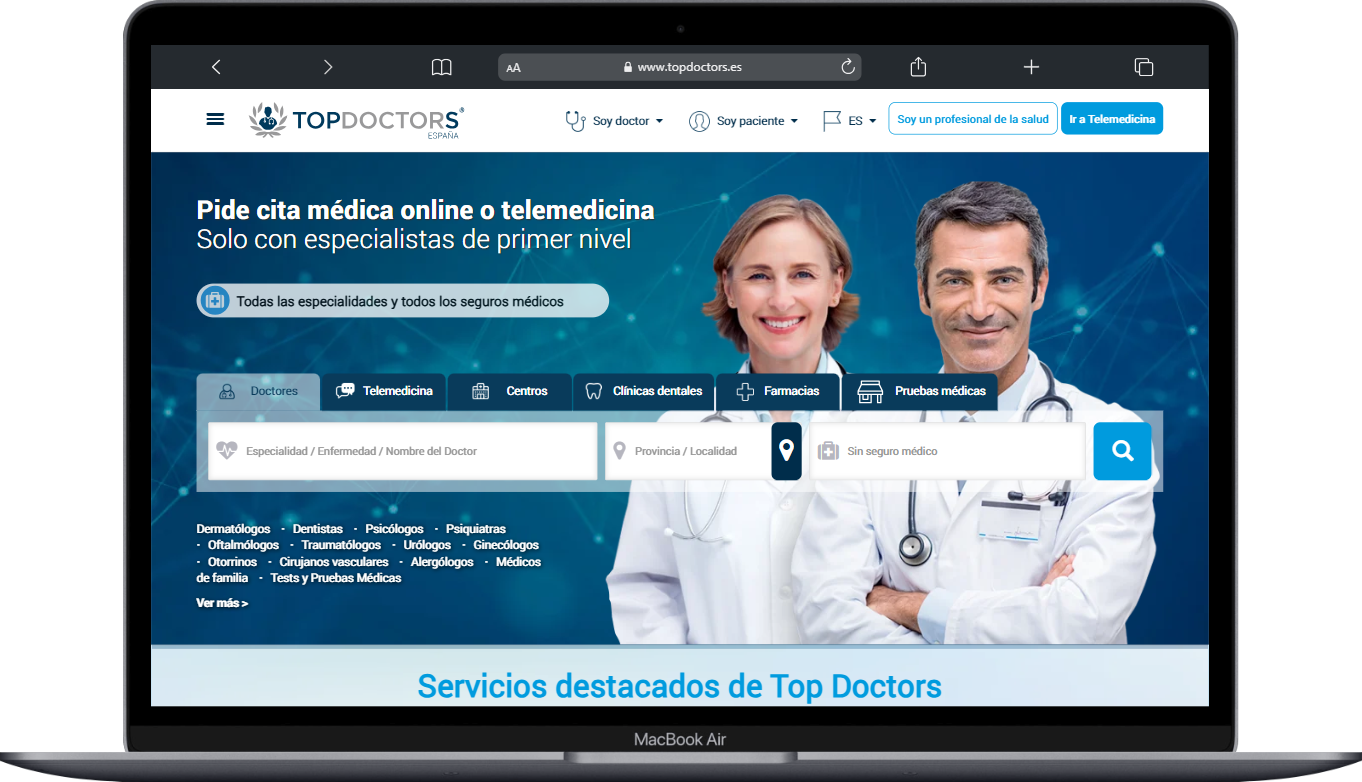 AA
www.topdoctors.es
TOPDOCTORS®
ESPAÑA
Soy doctor
Soy paciente
ES
Soy un profesional de la salud
Ir a Telemedicina
Pide cita médica online o telemedicina
Solo con especialistas de primer nivel
Todas las especialidades y todos los seguros médicos
Doctores
Telemedicina
Centros
Clínicas dentales
Farmacias
Pruebas médicas
Especialidad / Enfermedad / Nombre del Doctor
Provincia / Localidad
Sin seguro médico
Dermatólogos - Dentistas - Psicólogos - Psiquiatras
- Oftalmólogos - Traumatólogos - Urólogos - Ginecólogos
- Otorrinos - Cirujanos vasculares - Alergólogos - Médicos
de familia - Tests y Pruebas Médicas
Ver más >
Servicios destacados de Top Doctors
MacBook Air